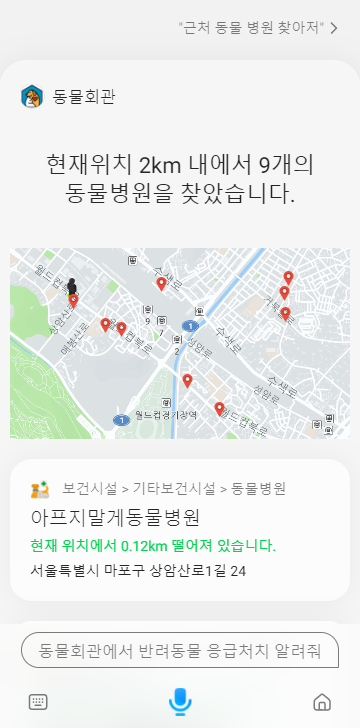 "근처 동물 병원 찾아저"
동물회관
현재위치 2km 내에서 9개의
동물병원을 찾았습니다.
수색로
상암산로
매봉산로
월드컵북로
9
7
2
1
수색로
상암로
수색로
상암로
1
월드컵경기장역
월드컵북로
보건시설 > 기타보건시설 > 동물병원
아프지말게동물병원
현재 위치에서 0.12km 떨어져 있습니다.
서울특별시 마포구 상암산로1길 24
동물회관에서 반려동물 응급처치 알려줘